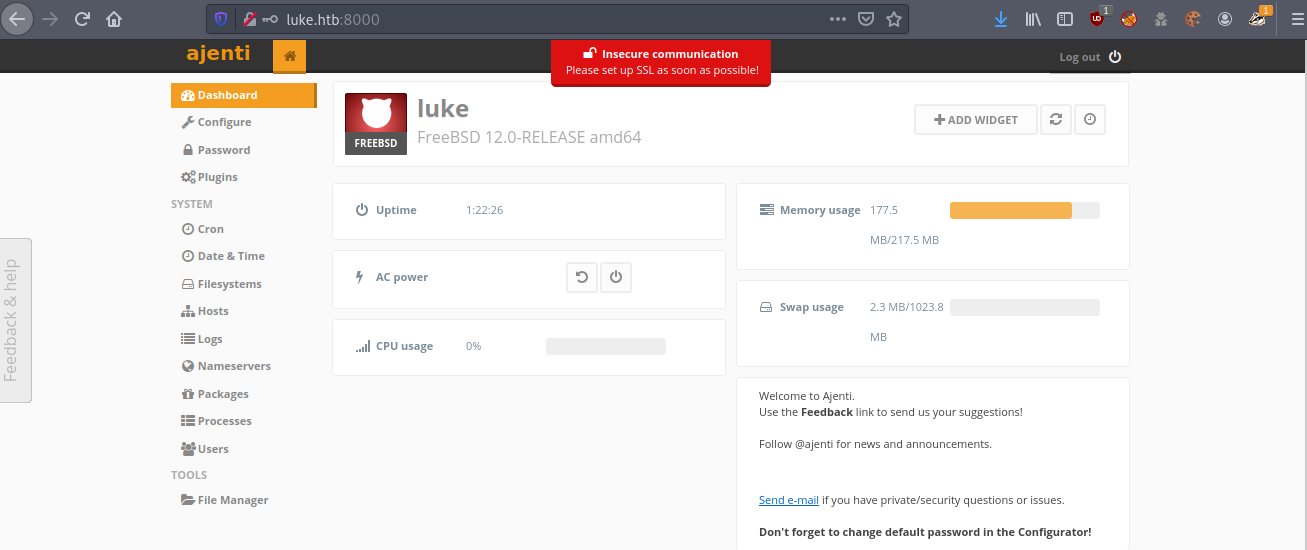 luke.htb:8000
1
1
ajenti
Insecure communication
Please set up SSL as soon as possible!
Log out
Dashboard
Configure
Password
Plugins
SYSTEM
Cron
Date & Time
Filesystems
Hosts
Logs
Nameservers
Packages
Processes
Users
TOOLS
File Manager
Feedback & help
FREEBSD
luke
FreeBSD 12.0-RELEASE amd64
ADD WIDGET
Uptime 1:22:26
AC power
CPU usage 0%
Memory usage 177.5
MB/217.5 MB
Swap usage 2.3 MB/1023.8
MB
Welcome to Ajenti.
Use the Feedback link to send us your suggestions!
Follow @ajenti for news and announcements.
Send e-mail if you have private/security questions or issues.
Don't forget to change default password in the Configurator!